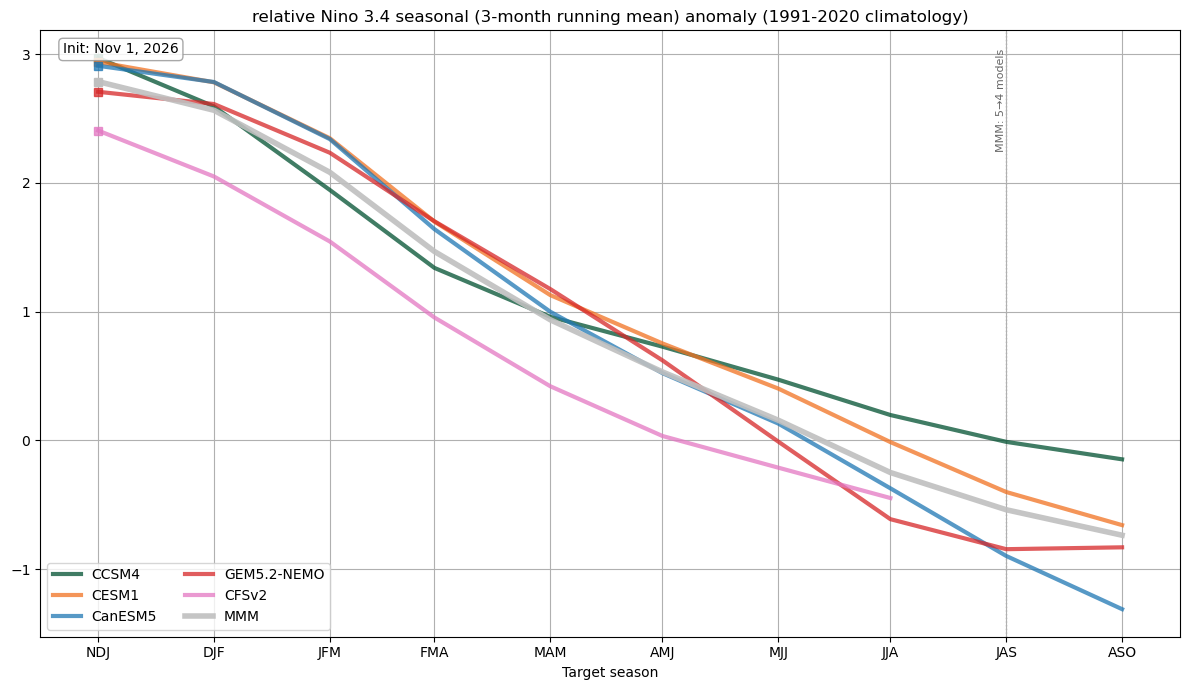 relative Nino 3.4 seasonal (3-month running mean) anomaly (1991-2020 climatology)
Init: Nov 1, 2026
MMM: 5→4 models
3
2
1
0
−1
CCSM4
CESM1
CanESM5
GEM5.2-NEMO
CFSv2
MMM
NDJ DJF JFM FMA MAM AMJ MJJ JJA JAS ASO
Target season